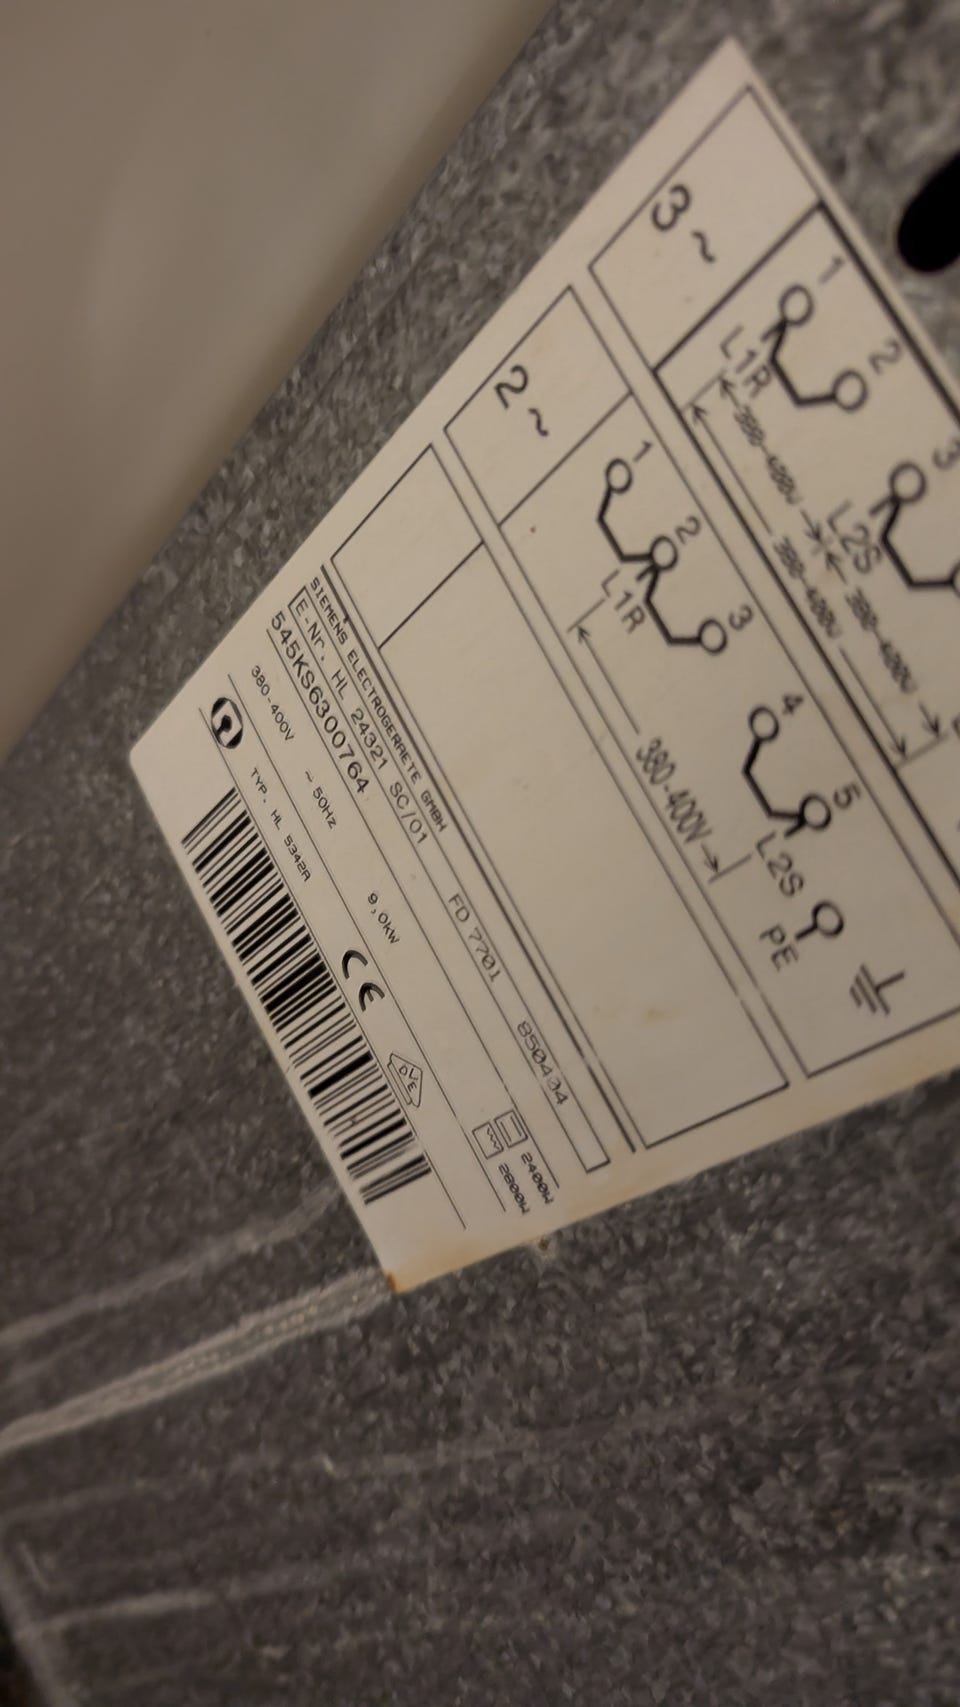 3~
1 2 3
L1R L2S
380-400V 380-400V
380-400V
2~
1 2 3 4 5
L1R L2S PE
380-400V
SIEMENS ELECTROGERAETE GMBH
E-Nr. HL 24321 SC/01 FD 7701 850404
545KS6300764
380-400V ~ 50HZ 9,0KW 2400W
2800W
TYP. HL 5342A CE